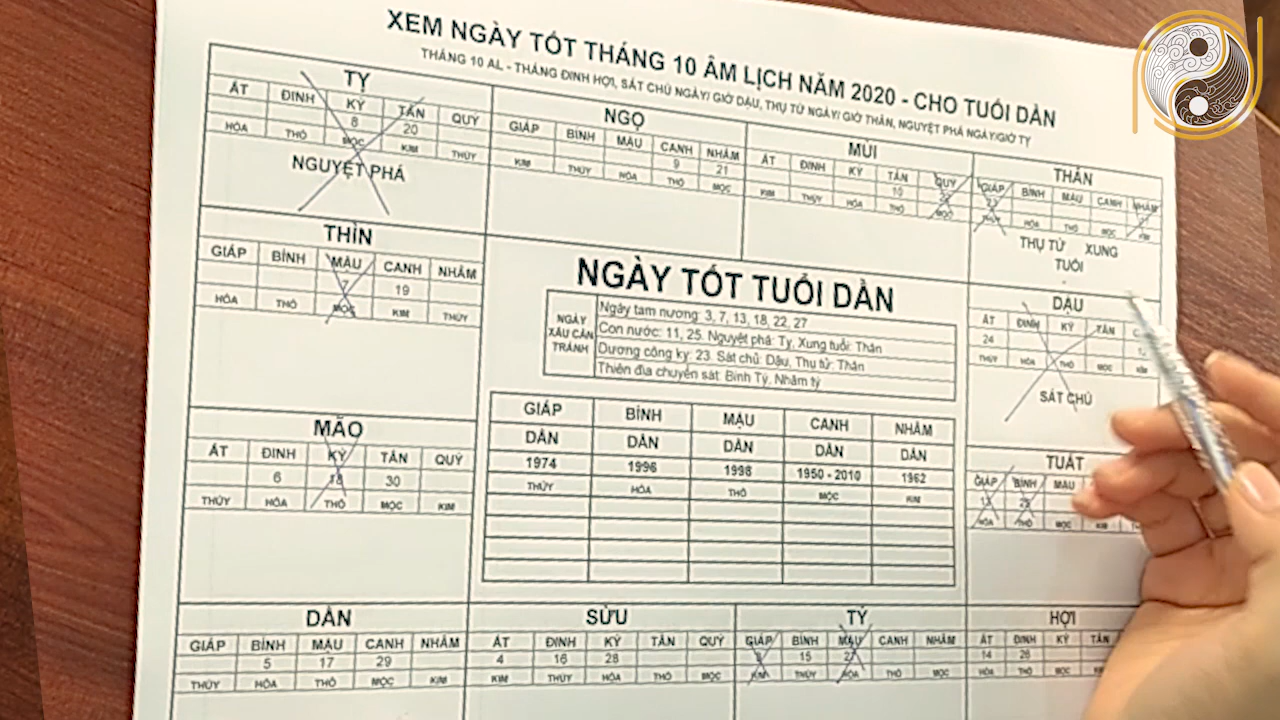 XEM NGÀY TỐT THÁNG 10 ÂM LỊCH NĂM 2020 - CHO TUỔI DẦN
THÁNG 10 AL - THÁNG ĐINH HỢI, SÁT CHỦ NGÀY/ GIỜ DẬU, THỤ TỬ NGÀY/ GIỜ THÂN, NGUYỆT PHÁ NGÀY/GIỜ TỴ
TỴ
ẤT ĐINH KỶ TÂN QUÝ
8 20
HỎA THỔ MỘC KIM THỦY
NGUYỆT PHÁ
NGỌ
GIÁP BÍNH MẬU CANH NHÂM
9 21
KIM THỦY HỎA THỔ MỘC
MÙI
ẤT ĐINH KỶ TÂN QUÝ
10 22
KIM THỦY HỎA THỔ MỘC
THÂN
GIÁP BÍNH MẬU CANH NHÂM
23
THỦY HỎA THỔ MỘC KIM
THỤ TỬ XUNG
TUỔI
THÌN
GIÁP BÍNH MẬU CANH NHÂM
7 19
HỎA THỔ MỘC KIM THỦY
NGÀY TỐT TUỔI DẦN
NGÀY
XẤU CẦN
TRÁNH
Ngày tam nương: 3, 7, 13, 18, 22, 27
Con nước: 11, 25. Nguyệt phá: Tỵ, Xung tuổi: Thân
Dương công kỵ: 23. Sát chủ: Dậu, Thụ tử: Thân
Thiên địa chuyển sát: Bính Tý, Nhâm tý
DẬU
ẤT ĐINH KỶ TÂN
24
THỦY HỎA THỔ MỘC KIM
SÁT CHỦ
GIÁP BÍNH MẬU CANH NHÂM
DẦN DẦN DẦN DẦN DẦN
1974 1996 1998 1950 - 2010 1962
THỦY HỎA THỔ MỘC KIM
MÃO
ẤT ĐINH KỶ TÂN QUÝ
6 18 30
THỦY HỎA THỔ MỘC KIM
TUẤT
GIÁP BÍNH MẬU
13 25
HỎA THỔ MỘC KIM
DẦN
GIÁP BÍNH MẬU CANH NHÂM
5 17 29
THỦY HỎA THỔ MỘC KIM
SỬU
ẤT ĐINH KỶ TÂN QUÝ
4 16 28
KIM THỦY HỎA THỔ MỘC
TÝ
GIÁP BÍNH MẬU CANH NHÂM
3 15 27
KIM THỦY HỎA THỔ MỘC
HỢI
ẤT ĐINH KỶ TÂN
14 26
HỎA THỔ MỘC